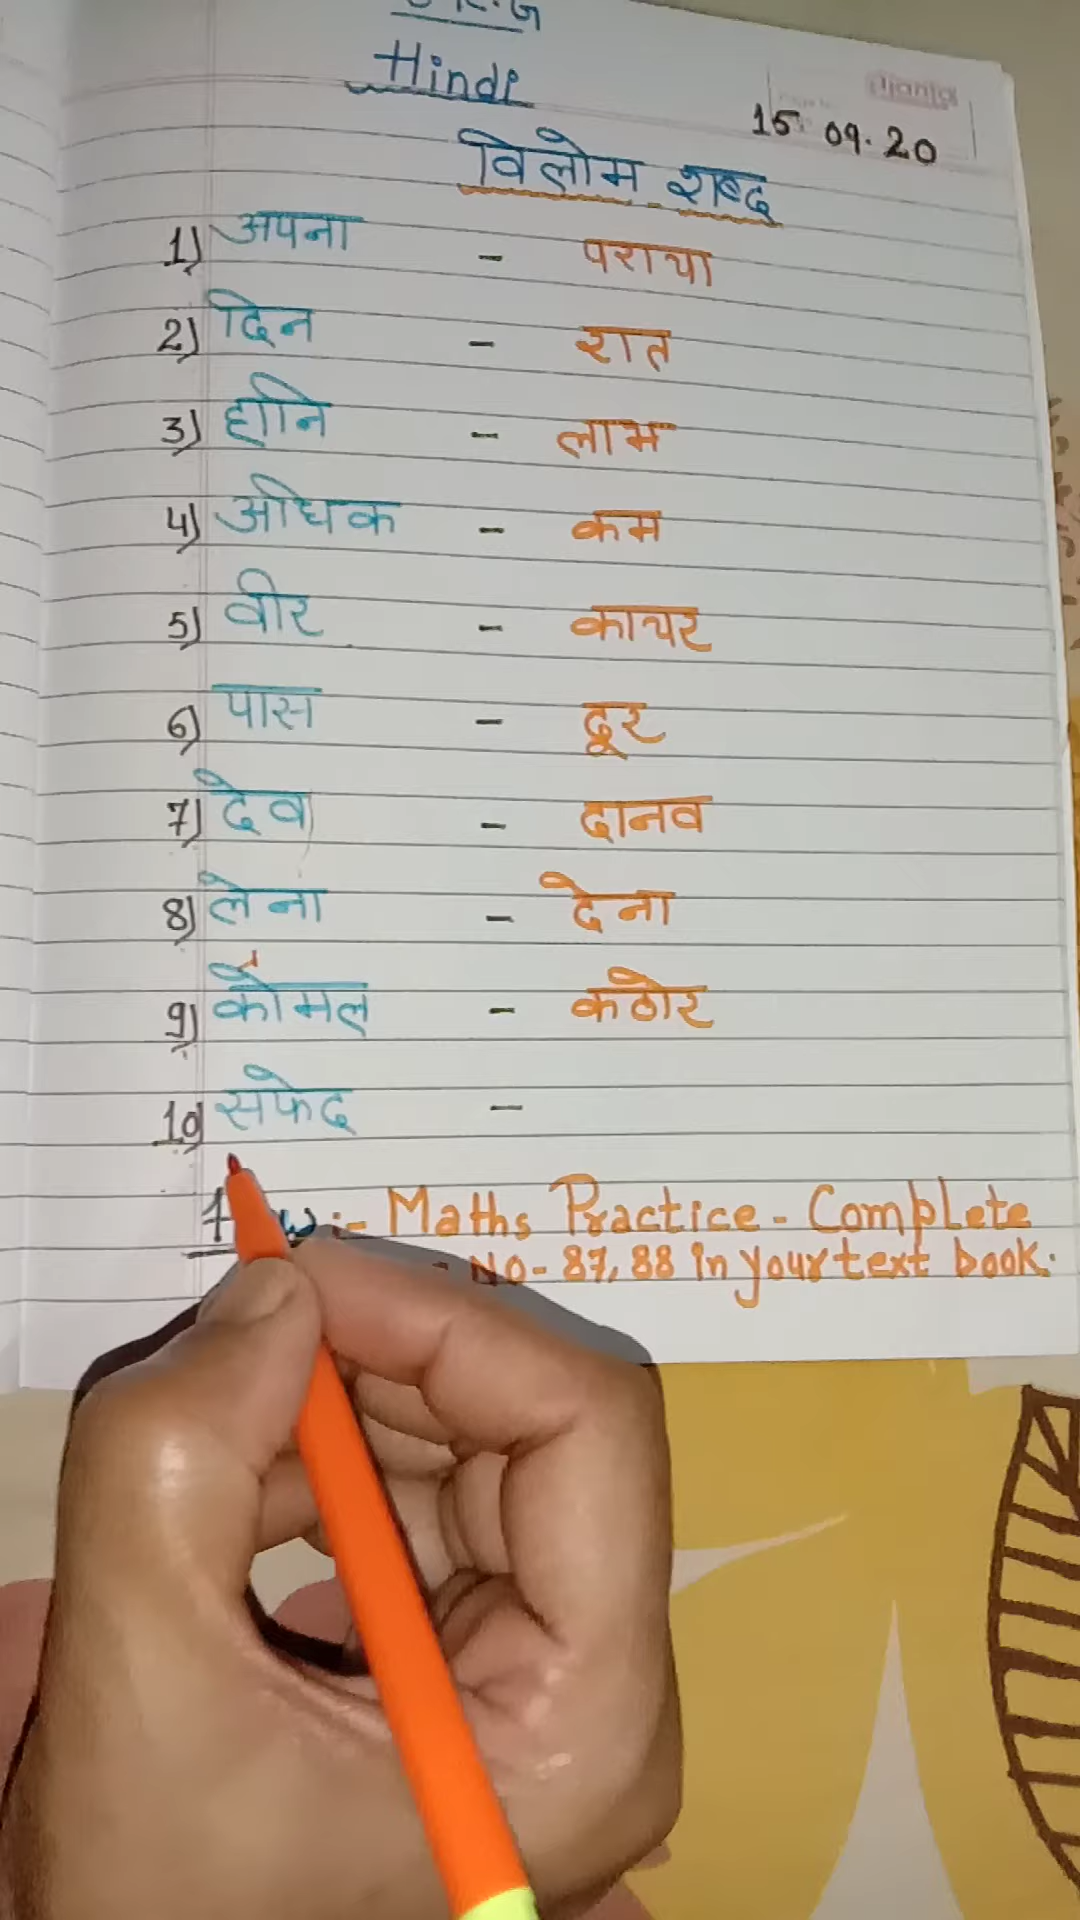 Hindi
15 09.20
विलोम शब्द
1) अपना - पराया
2) दिन - रात
3) हानि - लाभ
4) अधिक - कम
5) वीर - कायर
6) पास - दूर
7) देव - दानव
8) लेना - देना
9) कोमल - कठोर
10) सफेद -
:- Maths Practice - Complete
No - 87, 88 in your text book.